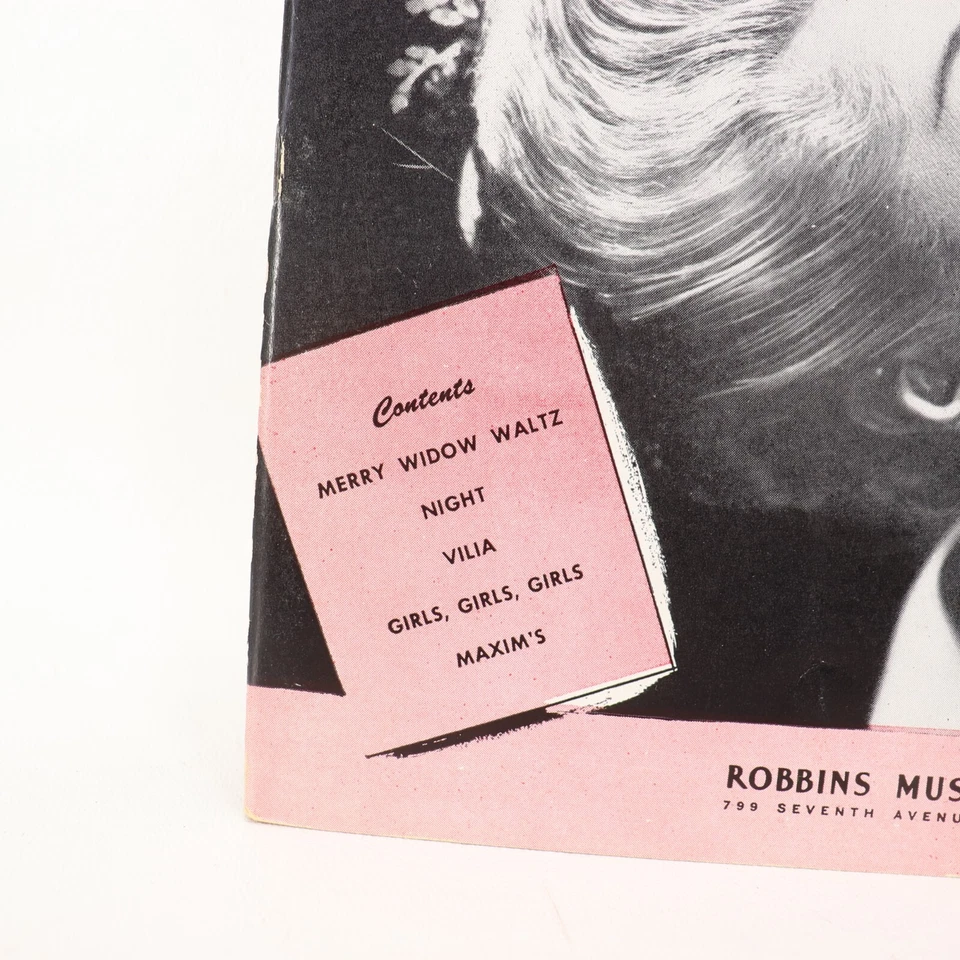 Contents
MERRY WIDOW WALTZ
NIGHT
VILIA
GIRLS, GIRLS, GIRLS
MAXIM'S
ROBBINS MUS
799 SEVENTH AVENU